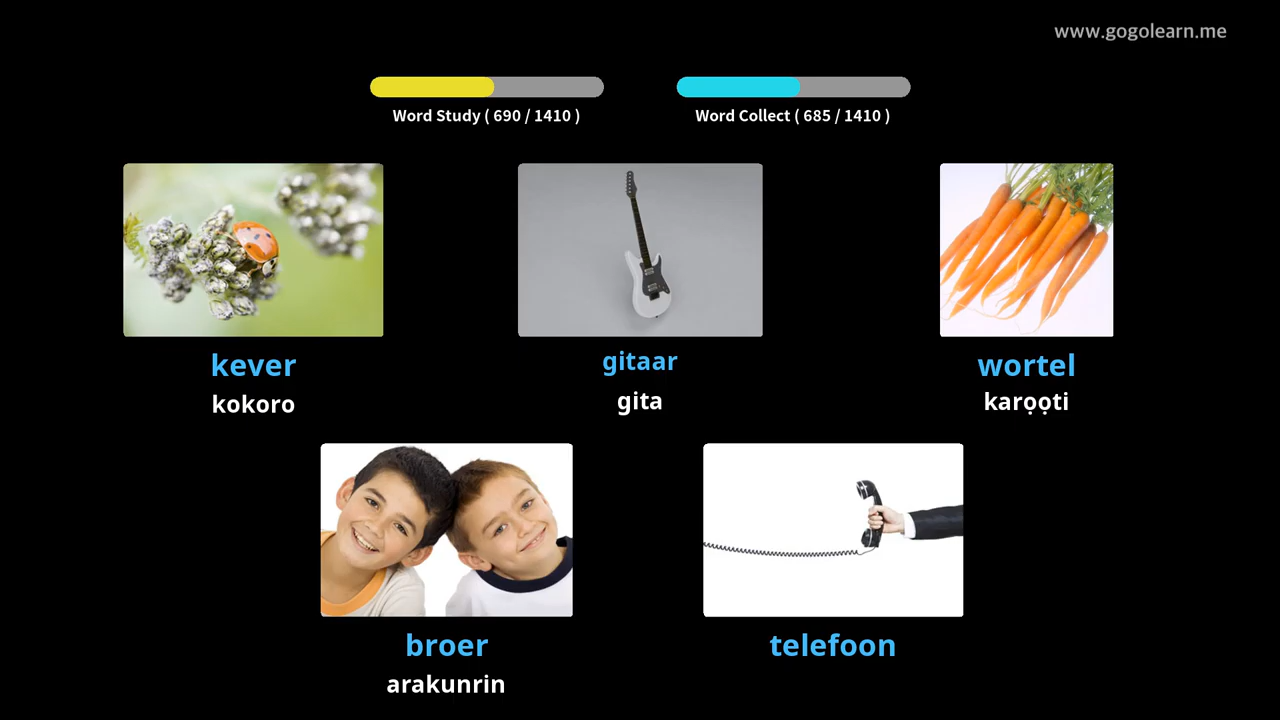 www.gogolearn.me
Word Study ( 690 / 1410 )
Word Collect ( 685 / 1410 )
kever
kokoro
gitaar
gita
wortel
karọọti
broer
arakunrin
telefoon